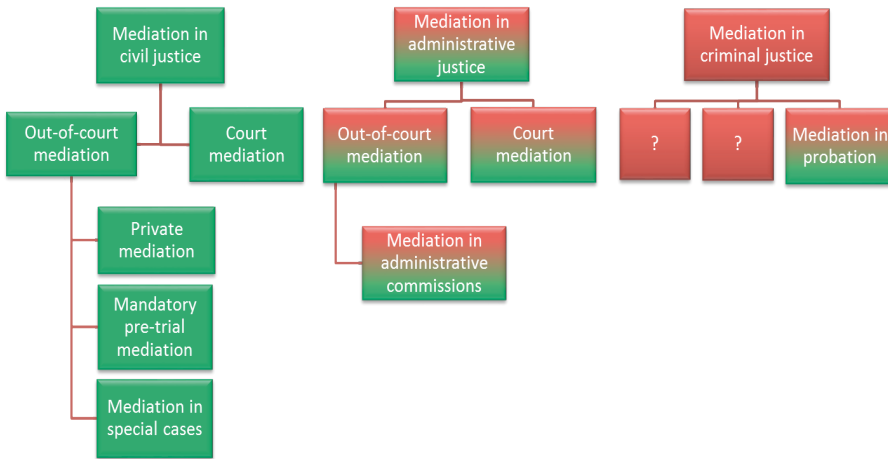 Mediation in
civil justice
Out-of-court
mediation
Court
mediation
Private
mediation
Mandatory
pre-trial
mediation
Mediation in
special cases
Mediation in
administrative
justice
Out-of-court
mediation
Court
mediation
Mediation in
administrative
commissions
Mediation in
criminal justice
?
?
Mediation in
probation